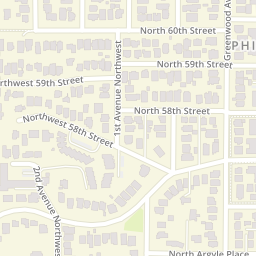 North 60th Street
Greenwood Av
PHI
North 59th Street
Northwest 59th Street
1st Avenue Northwest
North 58th Street
Northwest 58th Street
2nd Avenue Northwest
North Argyle Place